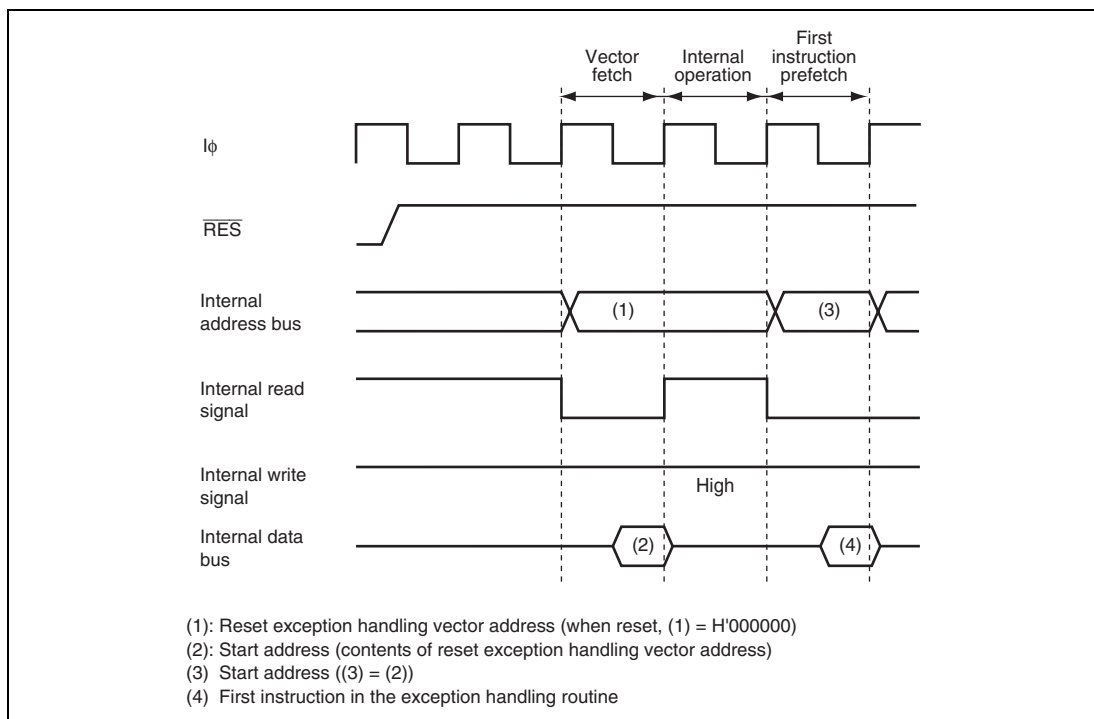 First
Vector Internal instruction
fetch operation prefetch
Iϕ
RES
Internal
address bus
(1) (3)
Internal read
signal
Internal write
signal
High
Internal data
bus
(2) (4)
(1): Reset exception handling vector address (when reset, (1) = H'000000)
(2): Start address (contents of reset exception handling vector address)
(3) Start address ((3) = (2))
(4) First instruction in the exception handling routine